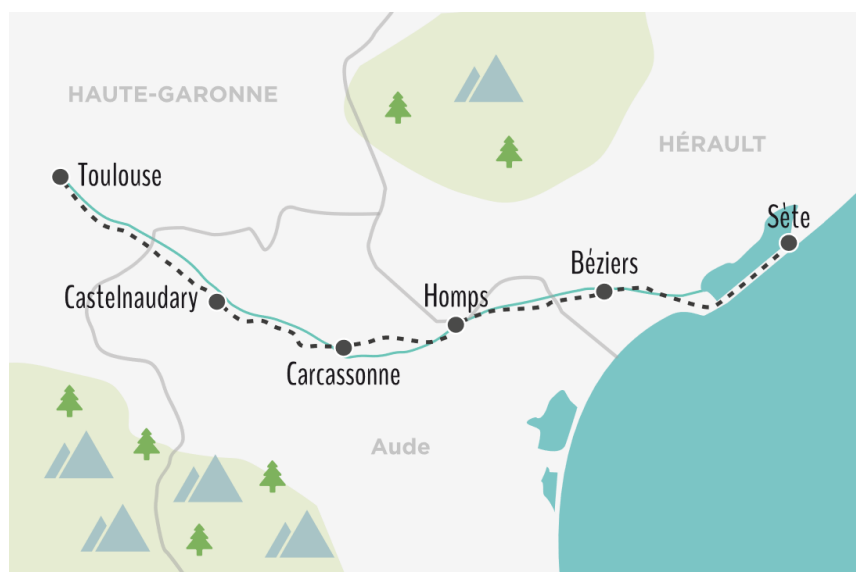 HAUTE-GARONNE
HÉRAULT
Toulouse
Sète
Béziers
Castelnaudary
Homps
Carcassonne
Aude